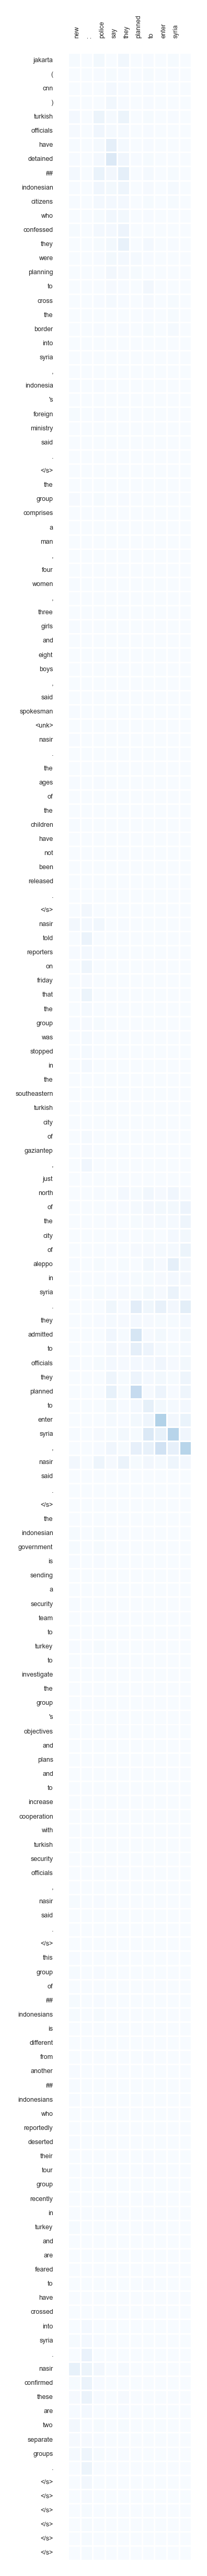 new : police say they planned to enter syria .
jakarta
(
cnn
)
turkish
officials
have
detained
##
indonesian
citizens
who
confessed
they
were
planning
to
cross
the
border
into
syria
,
indonesia
's
foreign
ministry
said
.
</s>
the
group
comprises
a
man
,
four
women
,
three
girls
and
eight
boys
,
said
spokesman
<unk>
nasir
.
the
ages
of
the
children
have
not
been
released
.
</s>
nasir
told
reporters
on
friday
that
the
group
was
stopped
in
the
southeastern
turkish
city
of
gaziantep
,
just
north
of
the
city
of
aleppo
in
syria
.
they
admitted
to
officials
they
planned
to
enter
syria
,
nasir
said
.
</s>
the
indonesian
government
is
sending
a
security
team
to
turkey
to
investigate
the
group
's
objectives
and
plans
and
to
increase
cooperation
with
turkish
security
officials
,
nasir
said
.
</s>
this
group
of
##
indonesians
is
different
from
another
##
indonesians
who
reportedly
deserted
their
tour
group
recently
in
turkey
and
are
feared
to
have
crossed
into
syria
.
nasir
confirmed
these
are
two
separate
groups
.
</s>
</s>
</s>
</s>
</s>
</s>